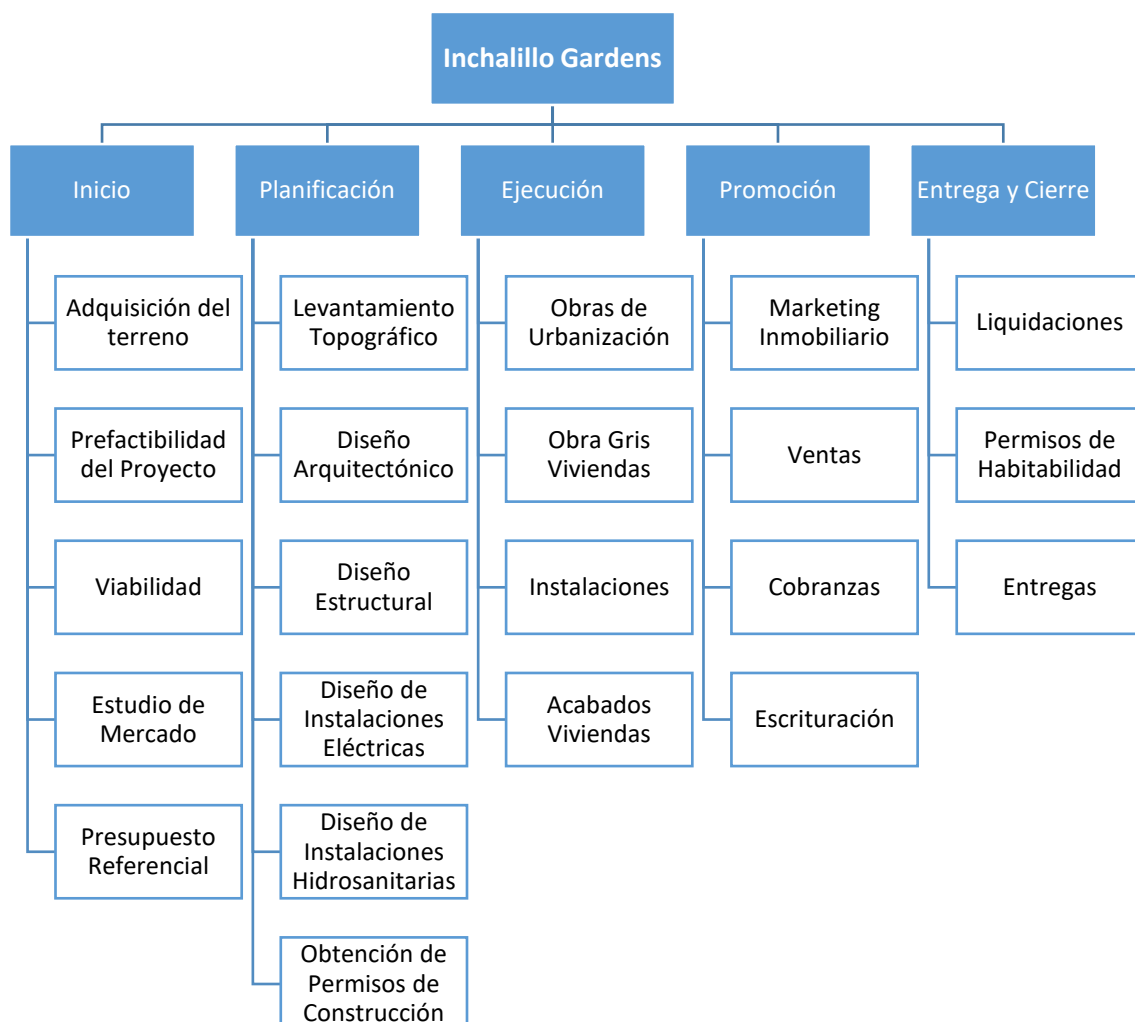 Inchalillo Gardens
Inicio
Planificación
Ejecución
Promoción
Entrega y Cierre
Adquisición del
terreno
Prefactibilidad
del Proyecto
Viabilidad
Estudio de
Mercado
Presupuesto
Referencial
Levantamiento
Topográfico
Diseño
Arquitectónico
Diseño
Estructural
Diseño de
Instalaciones
Eléctricas
Diseño de
Instalaciones
Hidrosanitarias
Obtención de
Permisos de
Construcción
Obras de
Urbanización
Obra Gris
Viviendas
Instalaciones
Acabados
Viviendas
Marketing
Inmobiliario
Ventas
Cobranzas
Escrituración
Liquidaciones
Permisos de
Habitabilidad
Entregas